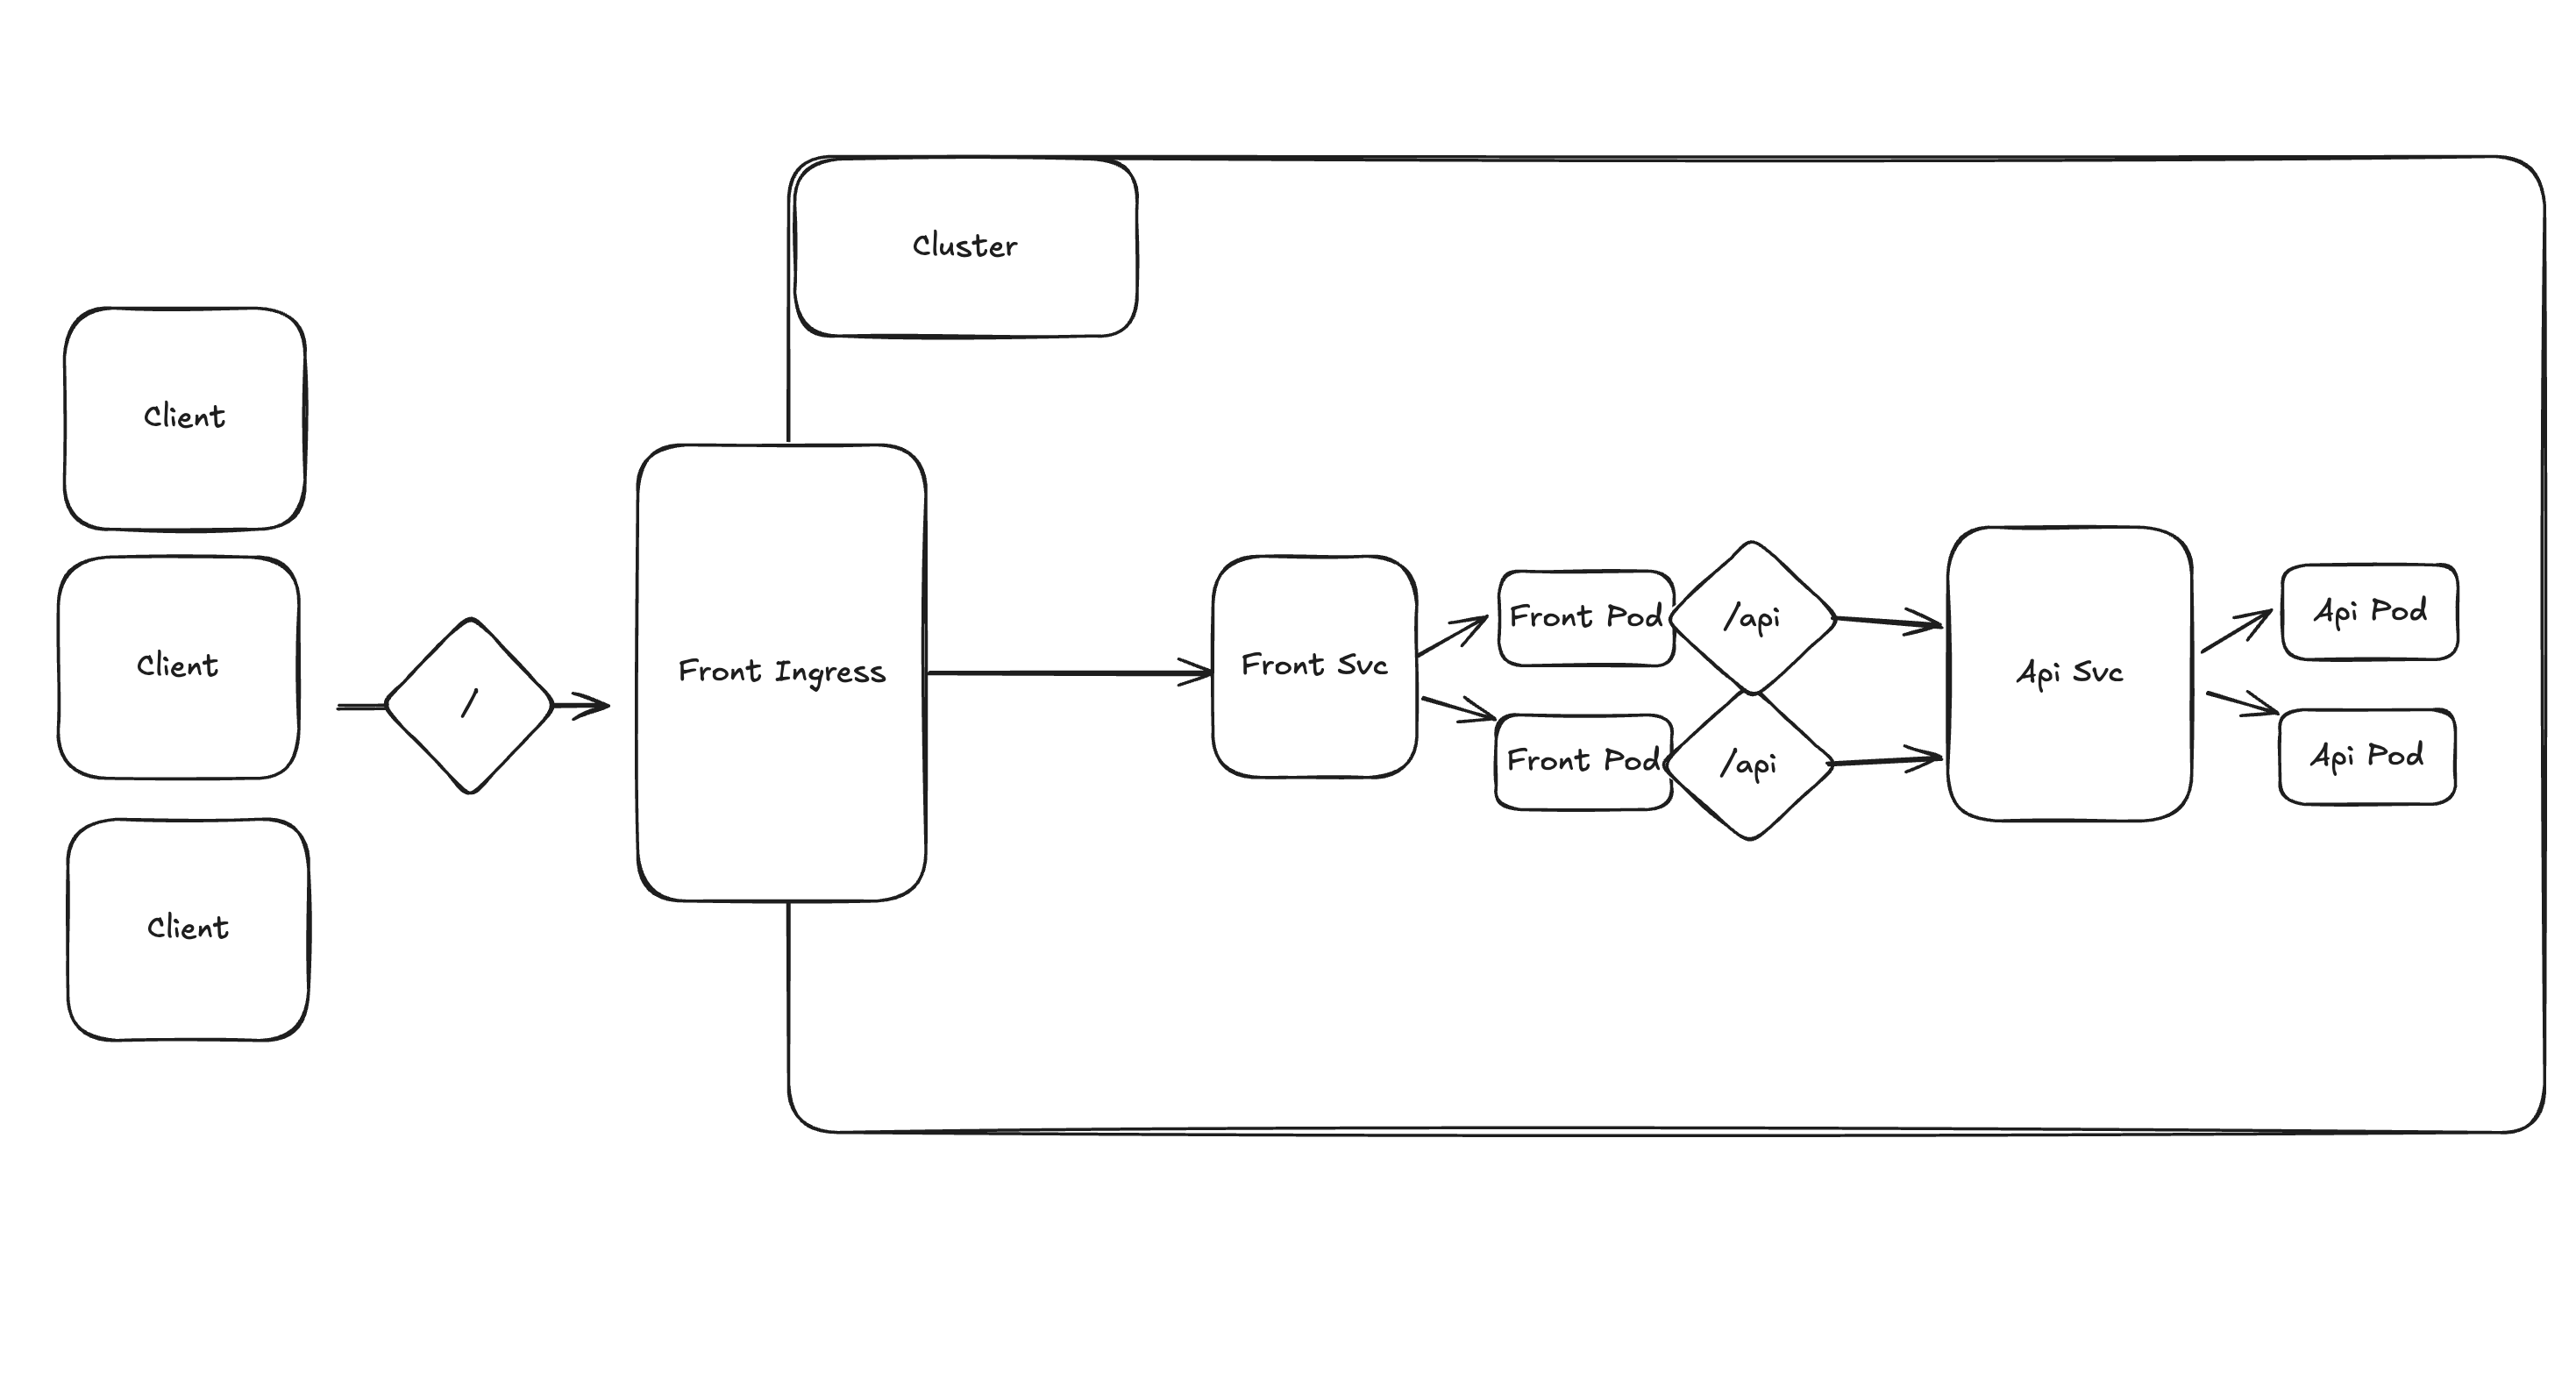 Cluster
Client
Client
Client
/
Front Ingress
Front Svc
Front Pod
/api
Front Pod
/api
Api Svc
Api Pod
Api Pod